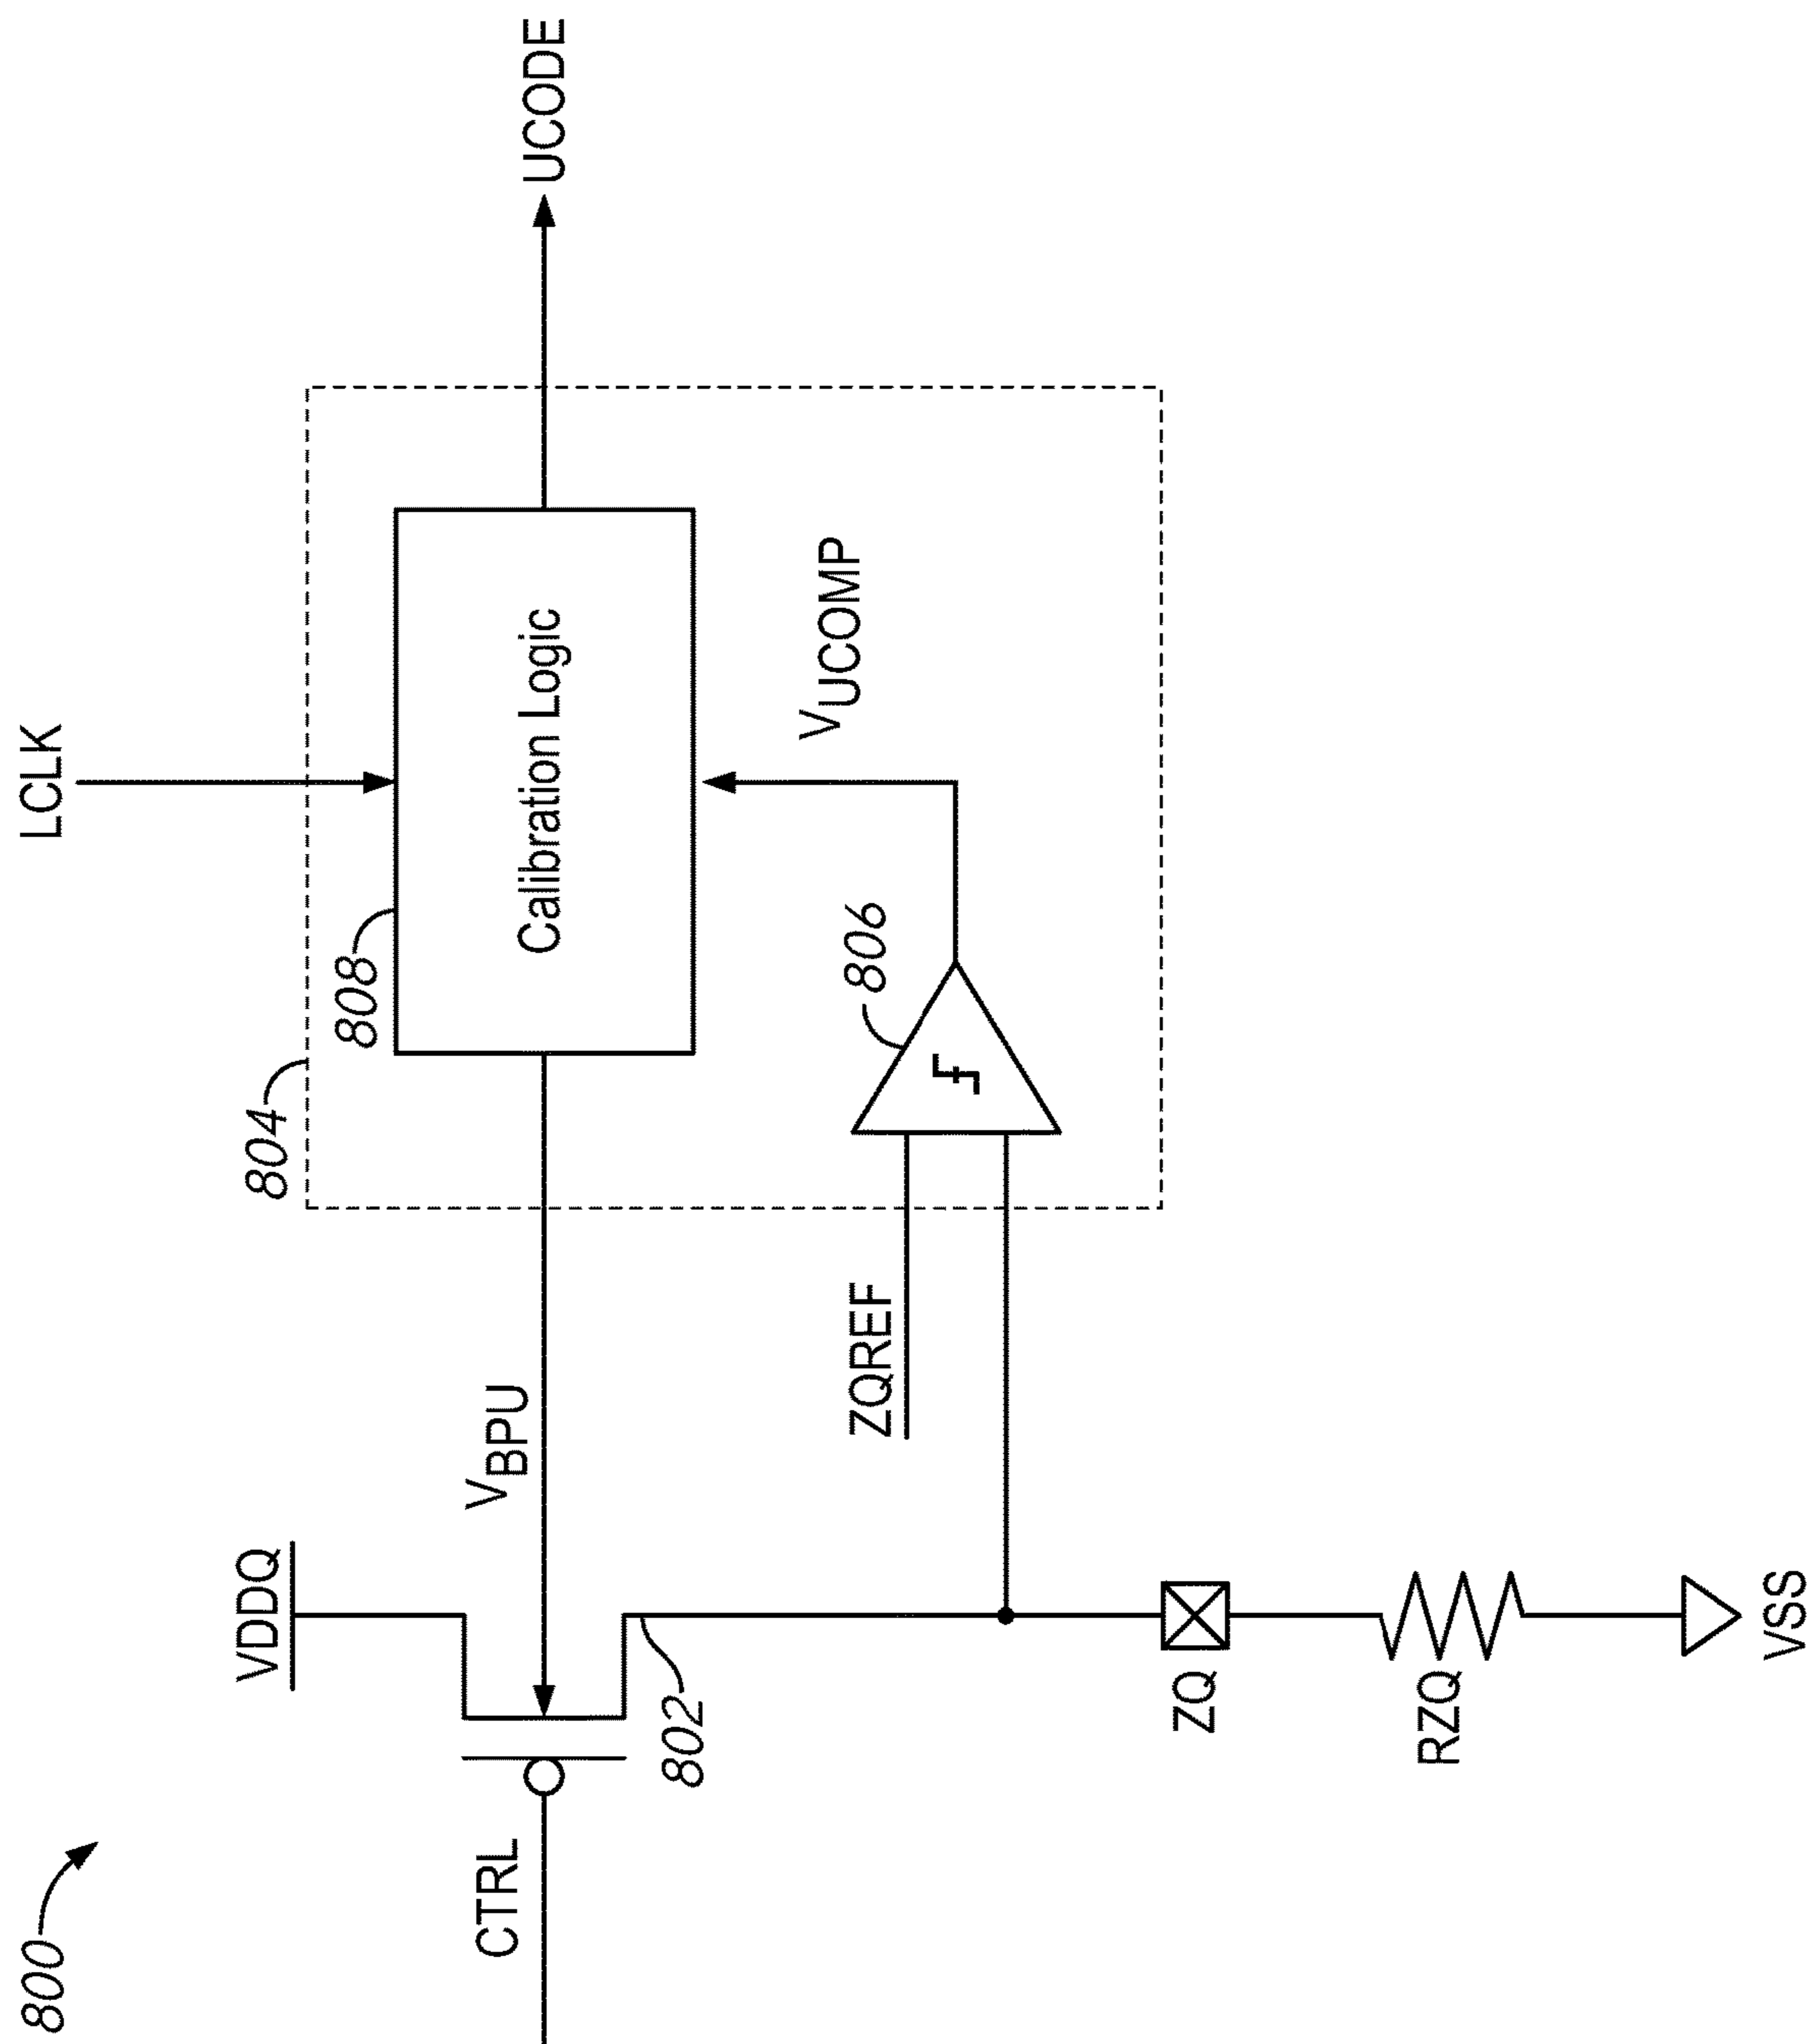 800
LCLK
804
808
Calibration Logic
UCODE
VDDQ
VBPU
CTRL
802
ZQREF
806
VUCOMP
ZQ
RZQ
VSS